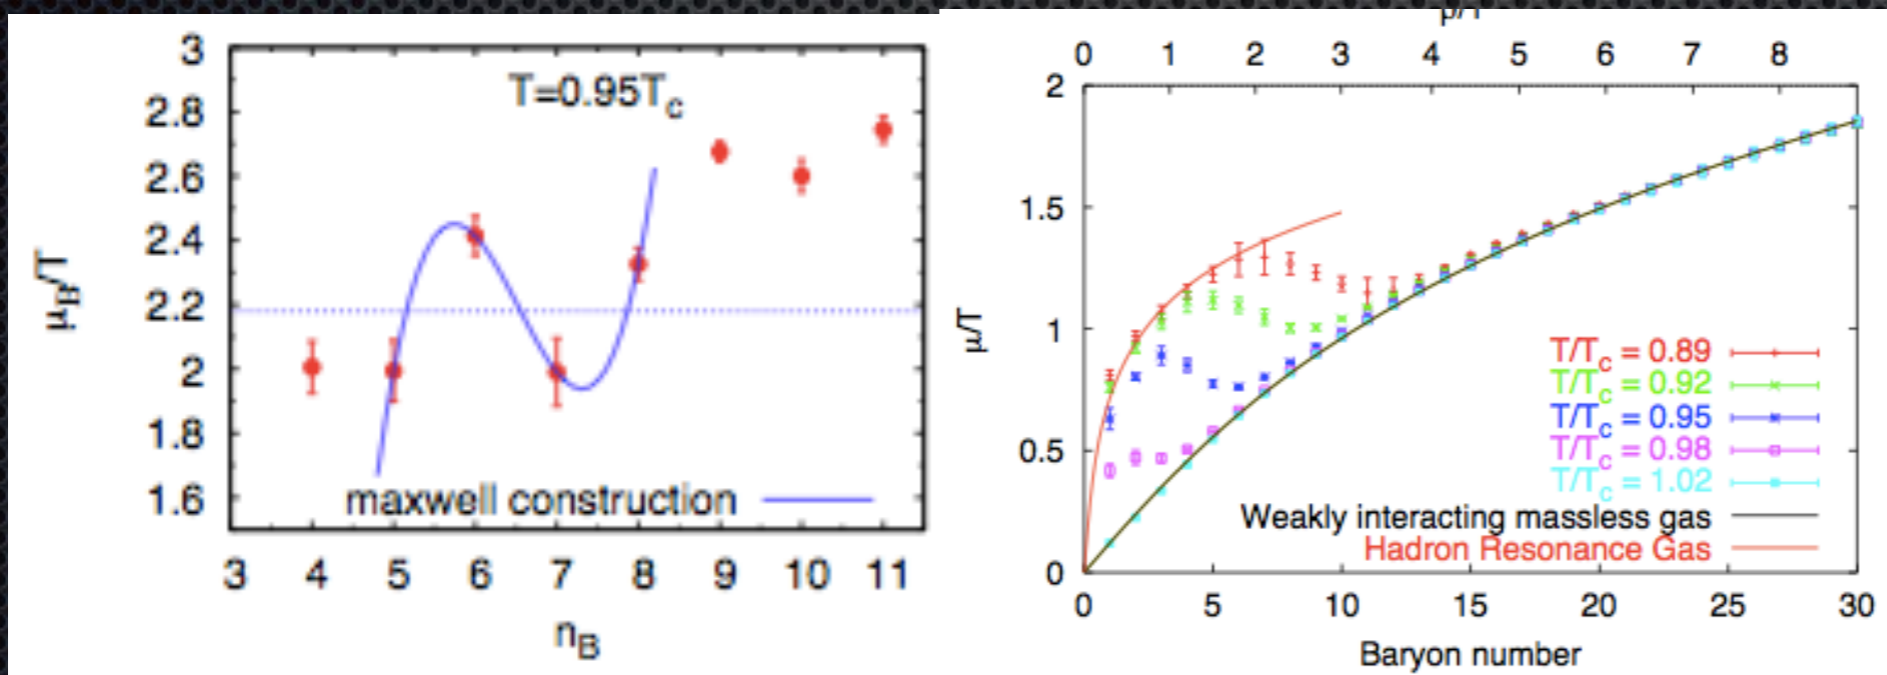 3
2.8
2.6
2.4
2.2
2
1.8
1.6
μB/T
T=0.95Tc
maxwell construction
3 4 5 6 7 8 9 10 11
nB
0 1 2 3 4 5 6 7 8
2
1.5
1
0.5
0
μ/T
T/Tc = 0.89
T/Tc = 0.92
T/Tc = 0.95
T/Tc = 0.98
T/Tc = 1.02
Weakly interacting massless gas
Hadron Resonance Gas
0 5 10 15 20 25 30
Baryon number